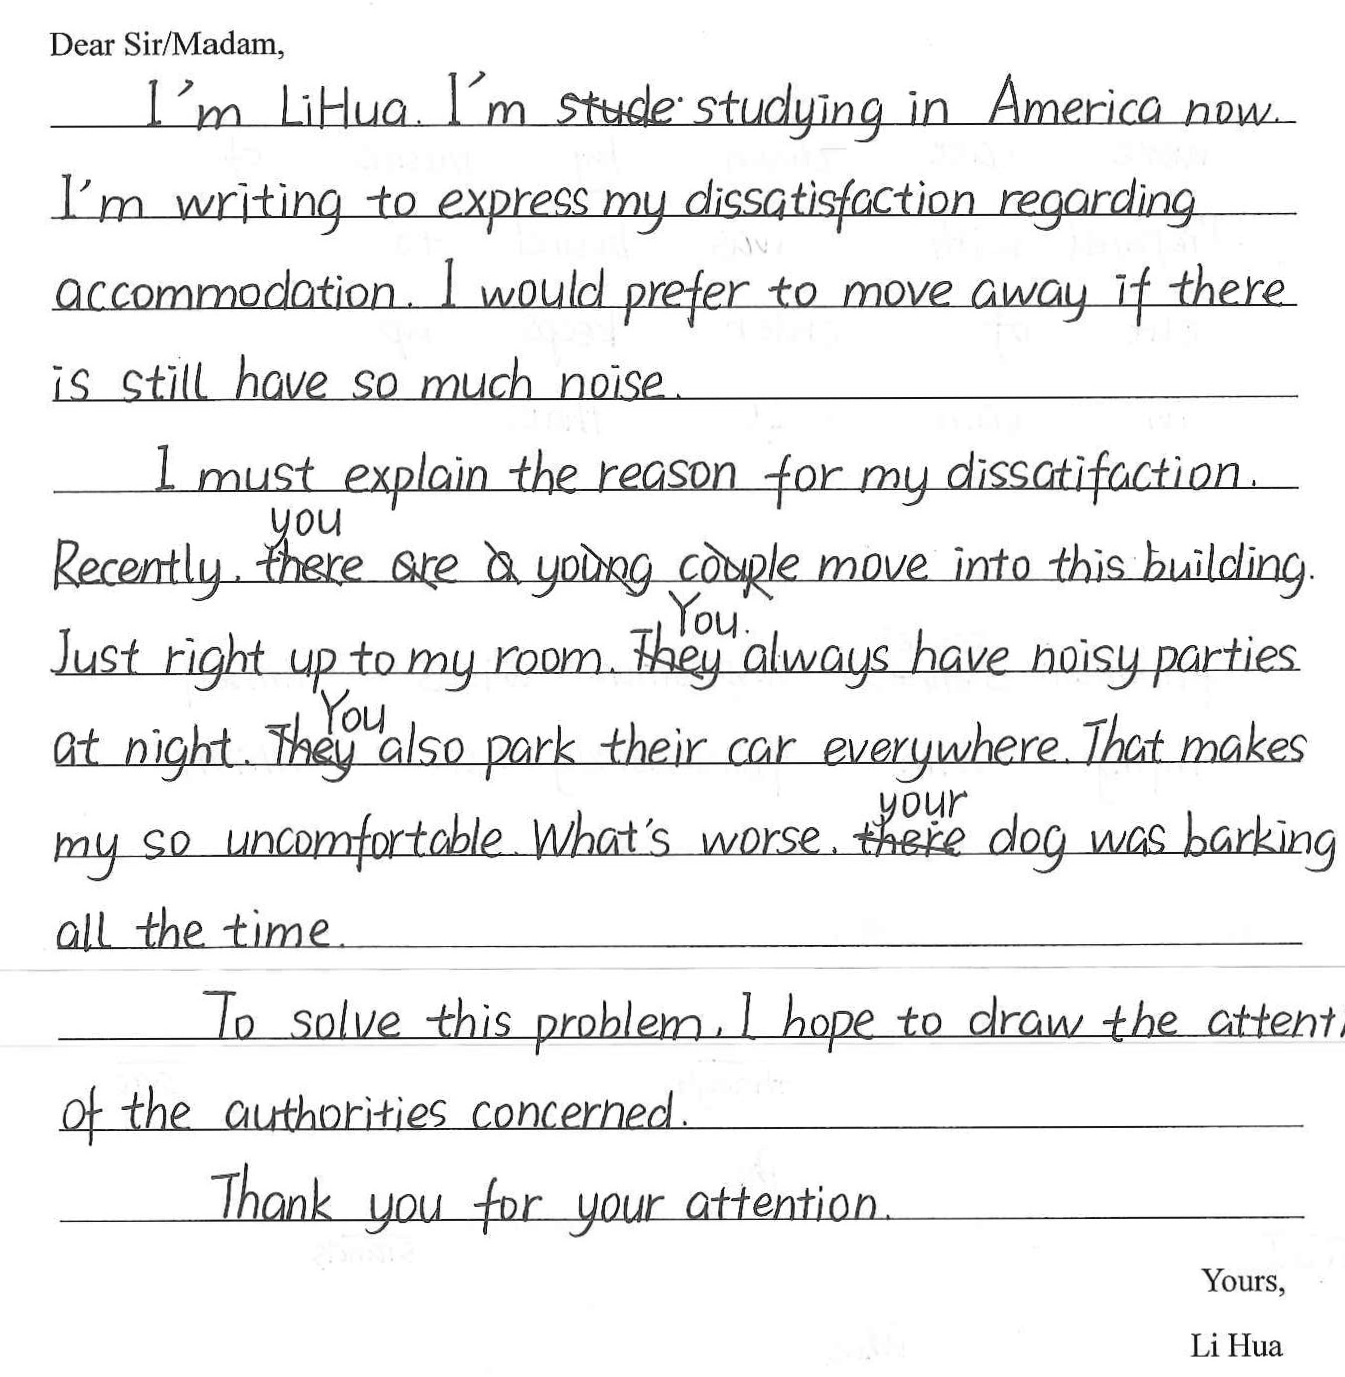 Dear Sir/Madam,
I'm LiHua. I'm stude studying in America now.
I'm writing to express my dissatisfaction regarding
accommodation. I would prefer to move away if there
is still have so much noise.
I must explain the reason for my dissatifaction.
you
Recently, there are a young couple move into this building.
You.
Just right up to my room. They always have noisy parties
You
at night. They also park their car everywhere. That makes
your
my so uncomfortable. What's worse, there dog was barking
all the time.
To solve this problem, I hope to draw the attenti
of the authorities concerned.
Thank you for your attention.
Yours,
Li Hua